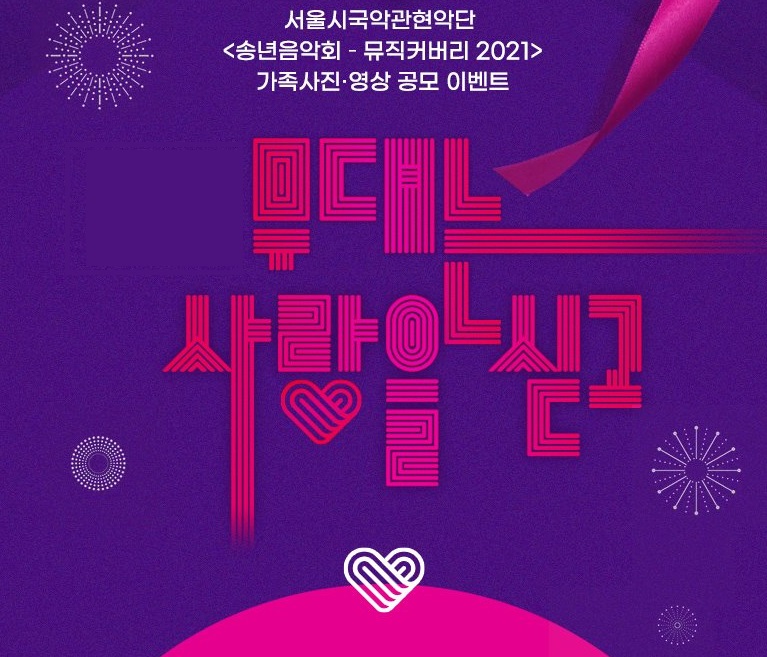 서울시국악관현악단
<송년음악회 - 뮤직커버리 2021>
가족사진·영상 공모 이벤트
무대는
사랑을 싣고